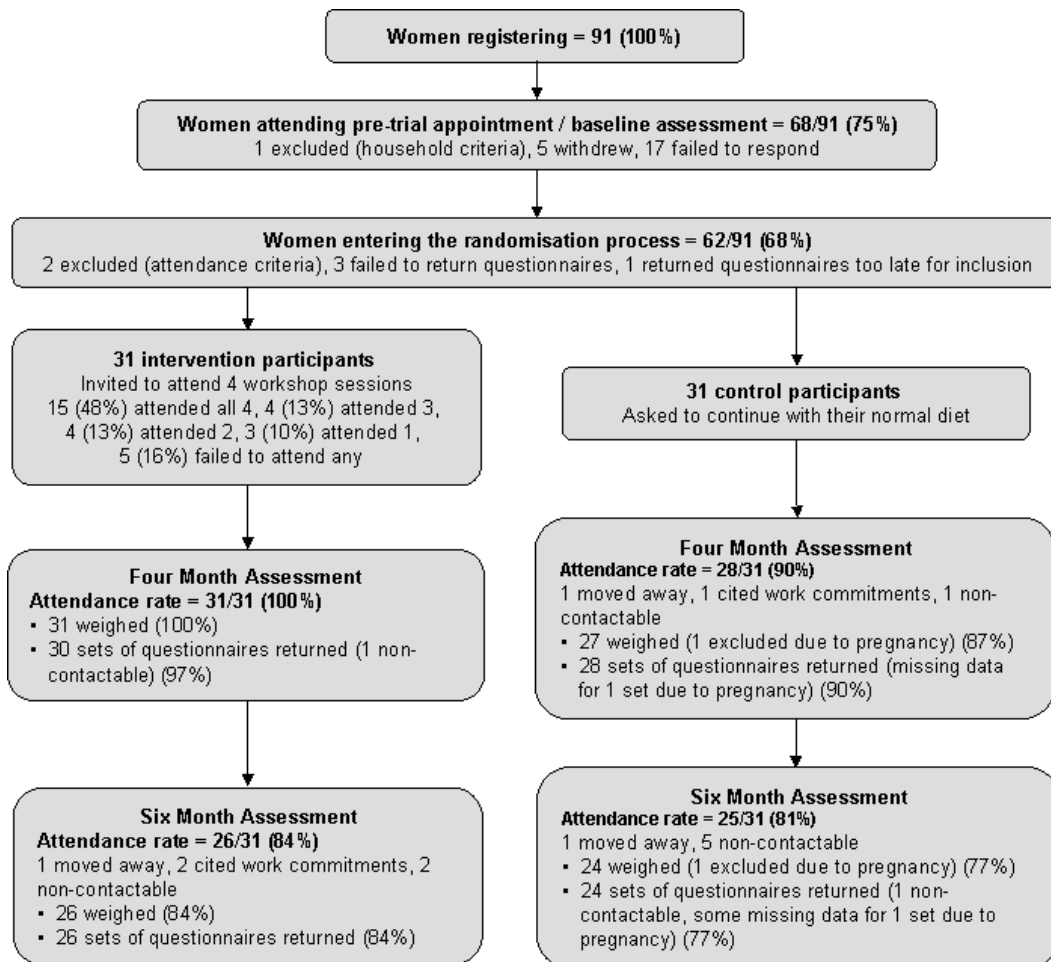 Women registering = 91 (100%)
Women attending pre-trial appointment / baseline assessment = 68/91 (75%)
1 excluded (household criteria), 5 withdrew, 17 failed to respond
Women entering the randomisation process = 62/91 (68%)
2 excluded (attendance criteria), 3 failed to return questionnaires, 1 returned questionnaires too late for inclusion
31 intervention participants
Invited to attend 4 workshop sessions
15 (48%) attended all 4, 4 (13%) attended 3,
4 (13%) attended 2, 3 (10%) attended 1,
5 (16%) failed to attend any
31 control participants
Asked to continue with their normal diet
Four Month Assessment
Attendance rate = 31/31 (100%)
▪ 31 weighed (100%)
▪ 30 sets of questionnaires returned (1 non-
contactable) (97%)
Four Month Assessment
Attendance rate = 28/31 (90%)
1 moved away, 1 cited work commitments, 1 non-
contactable
▪ 27 weighed (1 excluded due to pregnancy) (87%)
▪ 28 sets of questionnaires returned (missing data
for 1 set due to pregnancy) (90%)
Six Month Assessment
Attendance rate = 26/31 (84%)
1 moved away, 2 cited work commitments, 2
non-contactable
▪ 26 weighed (84%)
▪ 26 sets of questionnaires returned (84%)
Six Month Assessment
Attendance rate = 25/31 (81%)
1 moved away, 5 non-contactable
▪ 24 weighed (1 excluded due to pregnancy) (77%)
▪ 24 sets of questionnaires returned (1 non-
contactable, some missing data for 1 set due to
pregnancy) (77%)